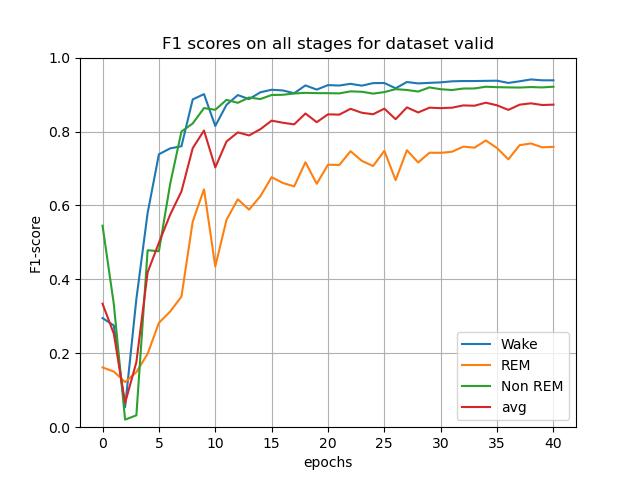 F1 scores on all stages for dataset valid
1.0
0.8
0.6
0.4
0.2
0.0
F1-score
0 5 10 15 20 25 30 35 40
epochs
Wake
REM
Non REM
avg